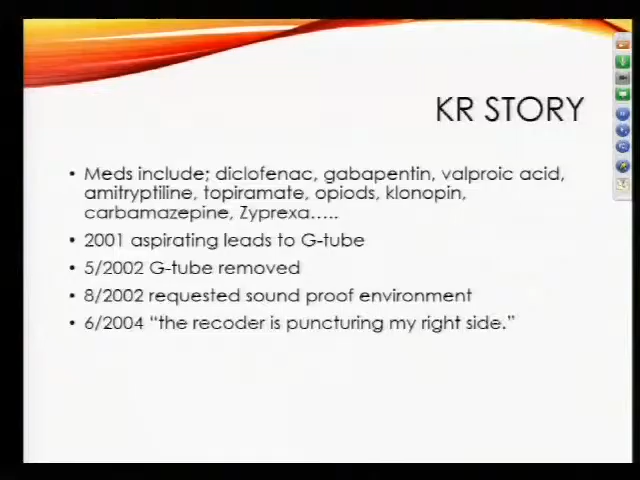 KR STORY
• Meds include; diclofenac, gabapentin, valproic acid,
amitryptiline, topiramate, opiods, klonopin,
carbamazepine, Zyprexa.....
• 2001 aspirating leads to G-tube
• 5/2002 G-tube removed
• 8/2002 requested sound proof environment
• 6/2004 “the recoder is puncturing my right side.”